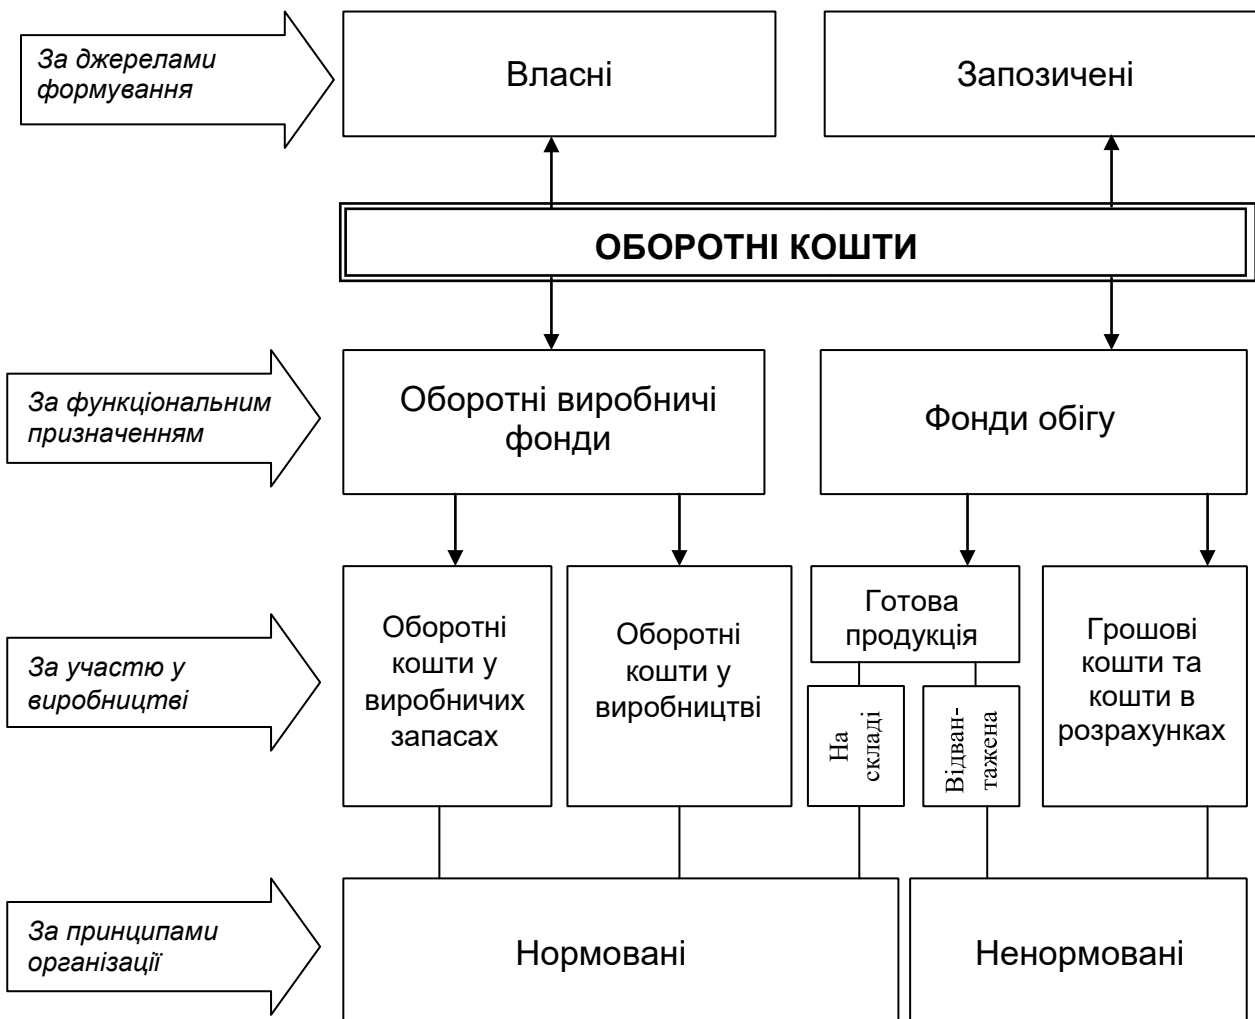 За джерелами
формування
Власні
Запозичені
ОБОРОТНІ КОШТИ
За функціональним
призначенням
Оборотні виробничі
фонди
Фонди обігу
За участю у
виробництві
Оборотні
кошти у
виробничих
запасах
Оборотні
кошти у
виробництві
Готова
продукція
На
складі
Відван-
тажена
Грошові
кошти та
кошти в
розрахунках
За принципами
організації
Нормовані
Ненормовані